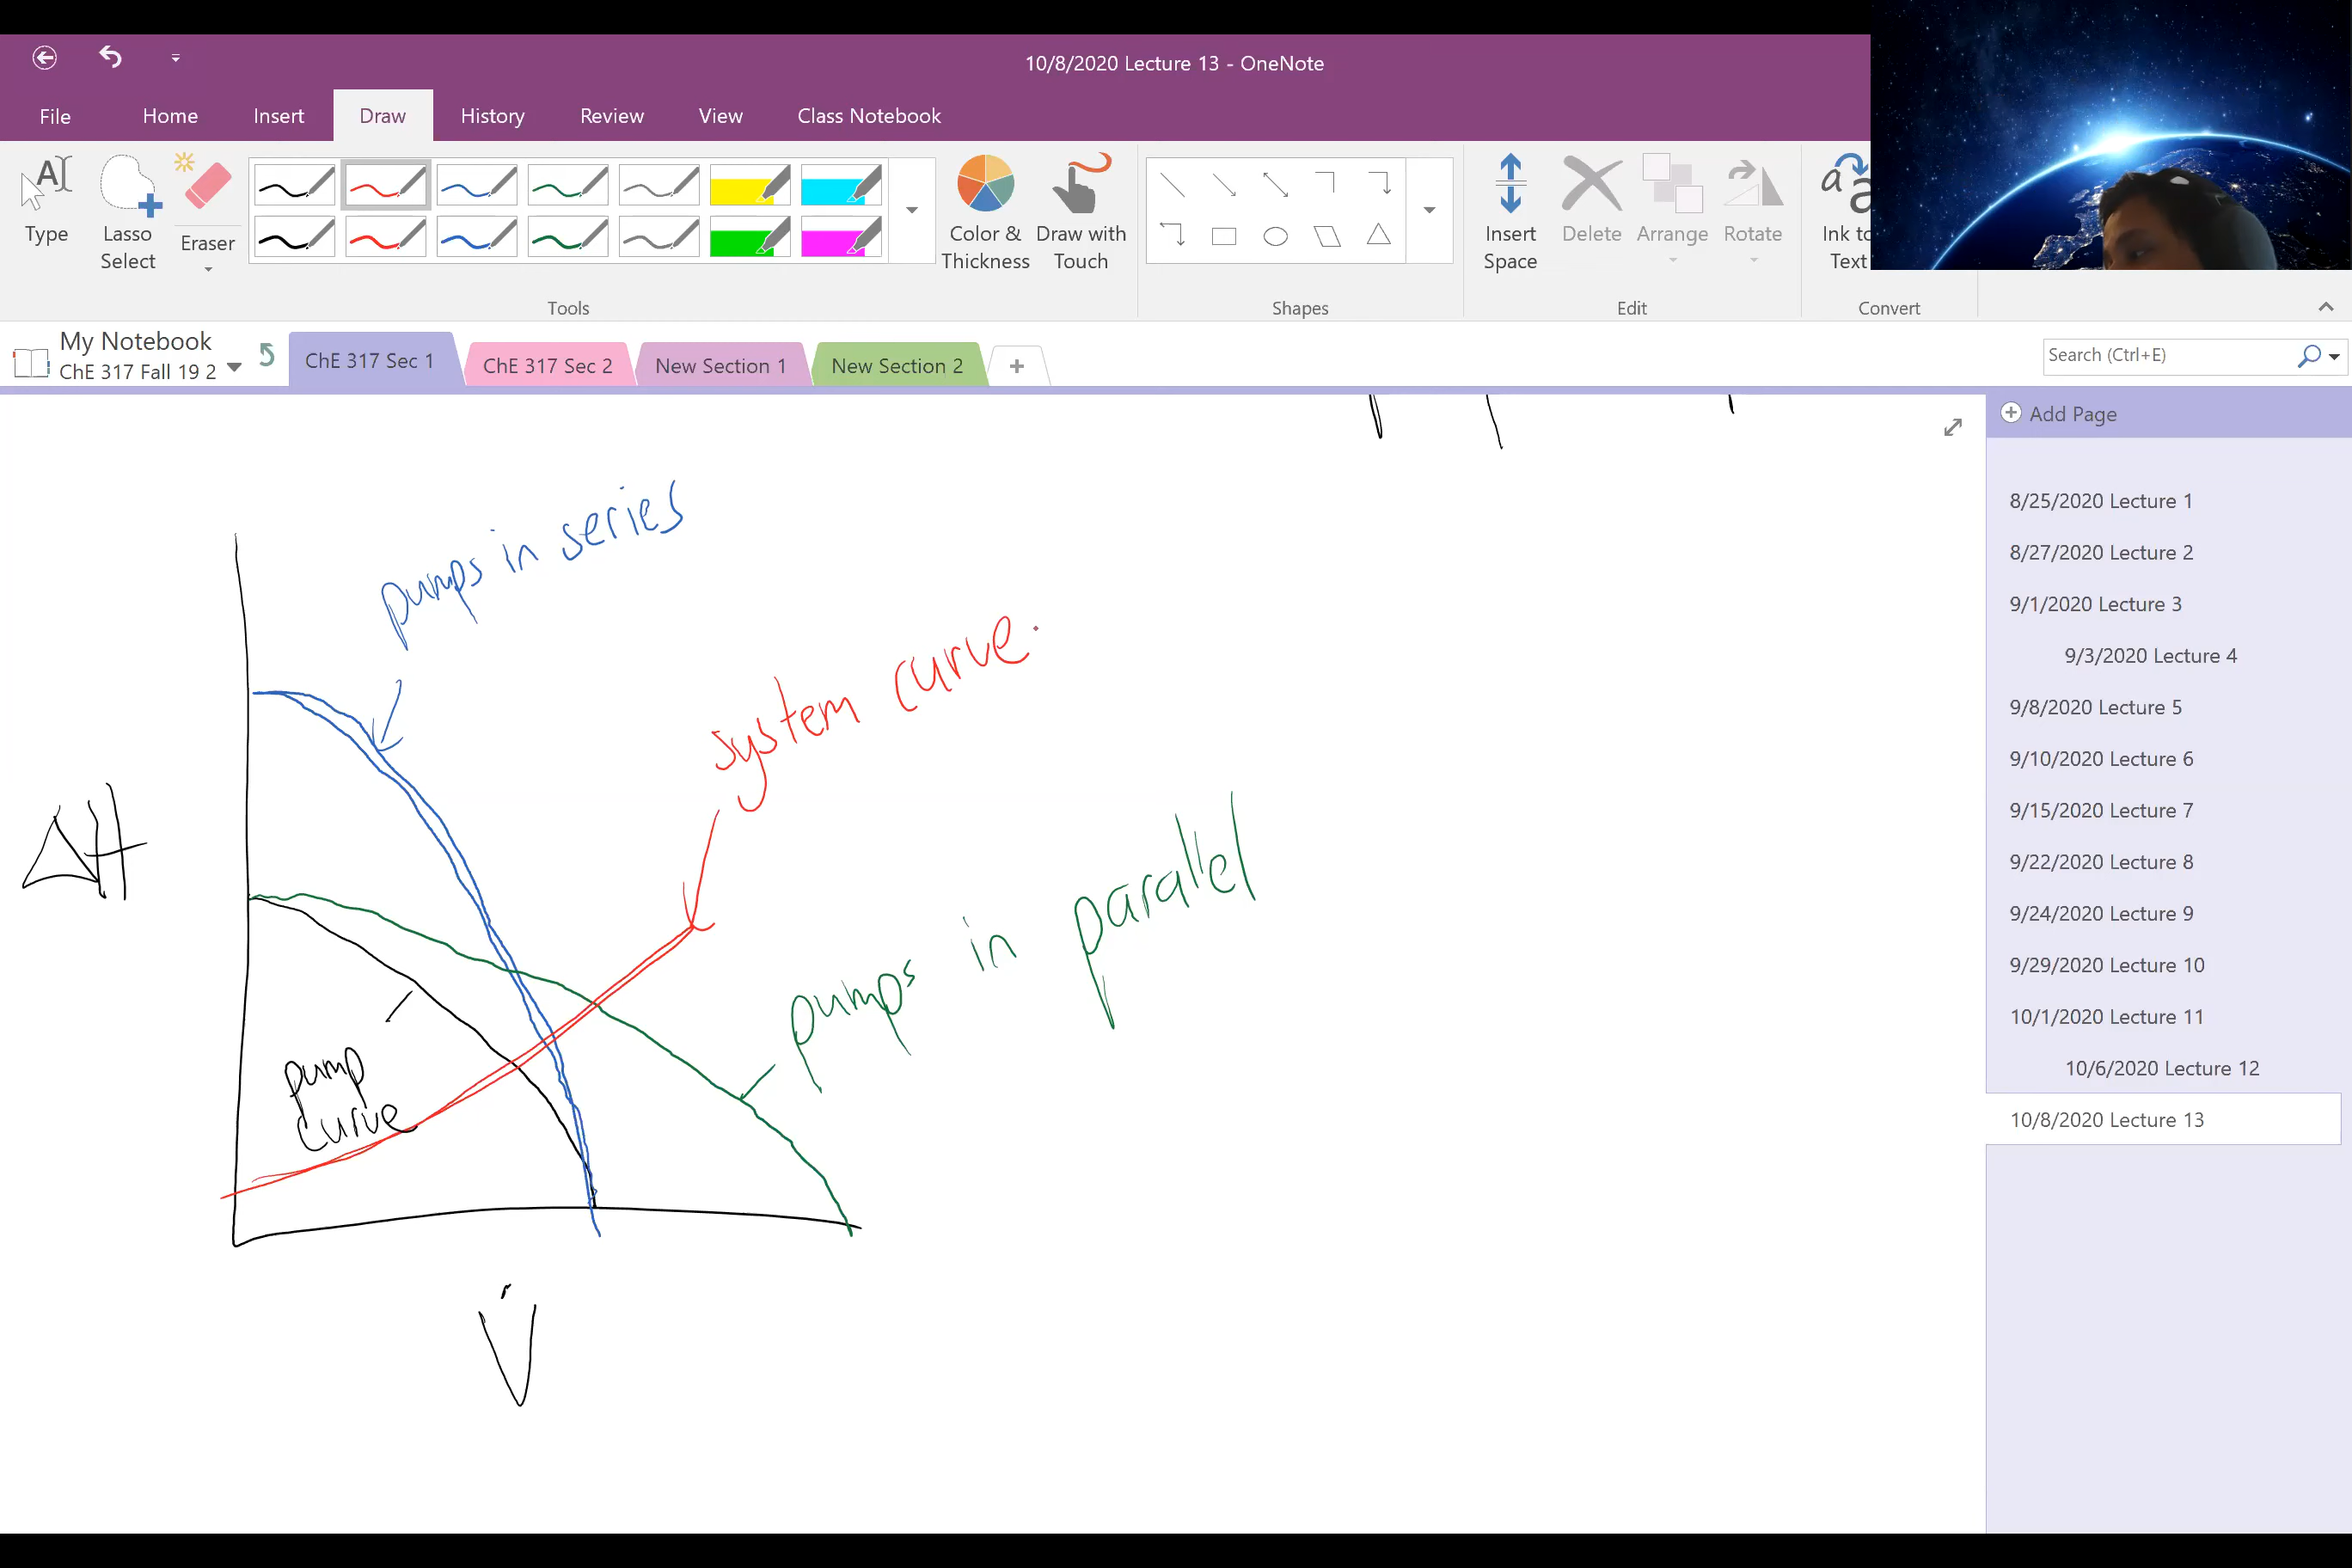 10/8/2020 Lecture 13 - OneNote
File Home Insert Draw History Review View Class Notebook
Type
Lasso Select
Eraser
Color & Thickness
Draw with Touch
Insert Space
Delete
Arrange
Rotate
Ink to Text
Tools
Shapes
Edit
Convert
My Notebook
ChE 317 Fall 19 2
ChE 317 Sec 1
ChE 317 Sec 2
New Section 1
New Section 2
Search (Ctrl+E)
Add Page
8/25/2020 Lecture 1
8/27/2020 Lecture 2
9/1/2020 Lecture 3
9/3/2020 Lecture 4
9/8/2020 Lecture 5
9/10/2020 Lecture 6
9/15/2020 Lecture 7
9/22/2020 Lecture 8
9/24/2020 Lecture 9
9/29/2020 Lecture 10
10/1/2020 Lecture 11
10/6/2020 Lecture 12
10/8/2020 Lecture 13
pumps in series
system curve
pumps in parallel
ΔH
pump
curve
V̇